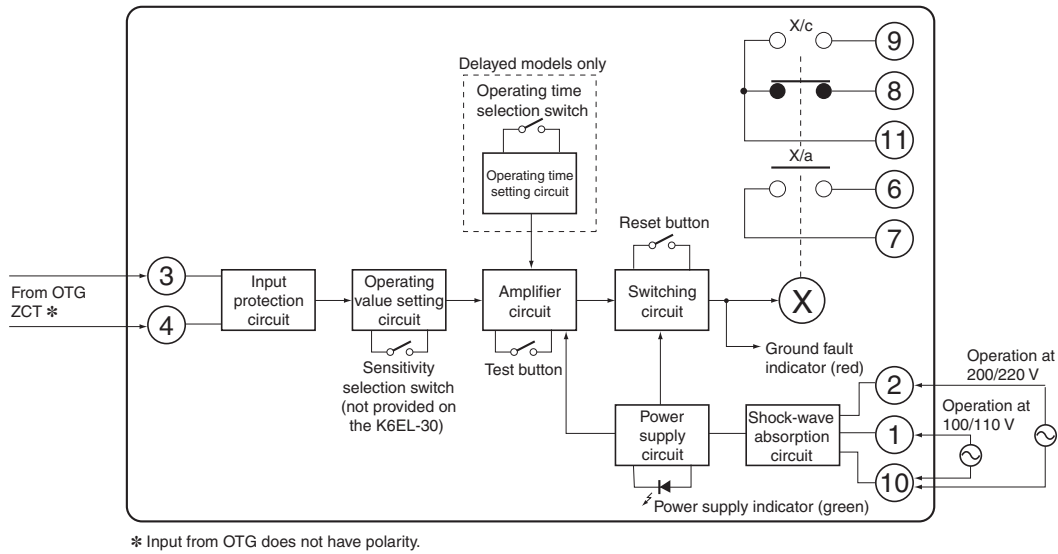 X/c
9
8
11
X/a
6
7
Delayed models only
Operating time
selection switch
Operating time
setting circuit
Reset button
3
4
From OTG
ZCT ✽
Input
protection
circuit
Operating
value setting
circuit
Amplifier
circuit
Switching
circuit
X
Sensitivity
selection switch
(not provided on
the K6EL-30)
Test button
Ground fault
indicator (red)
Power
supply
circuit
Shock-wave
absorption
circuit
2
1
10
Operation at
200/220 V
Operation at
100/110 V
Power supply indicator (green)
✽ Input from OTG does not have polarity.